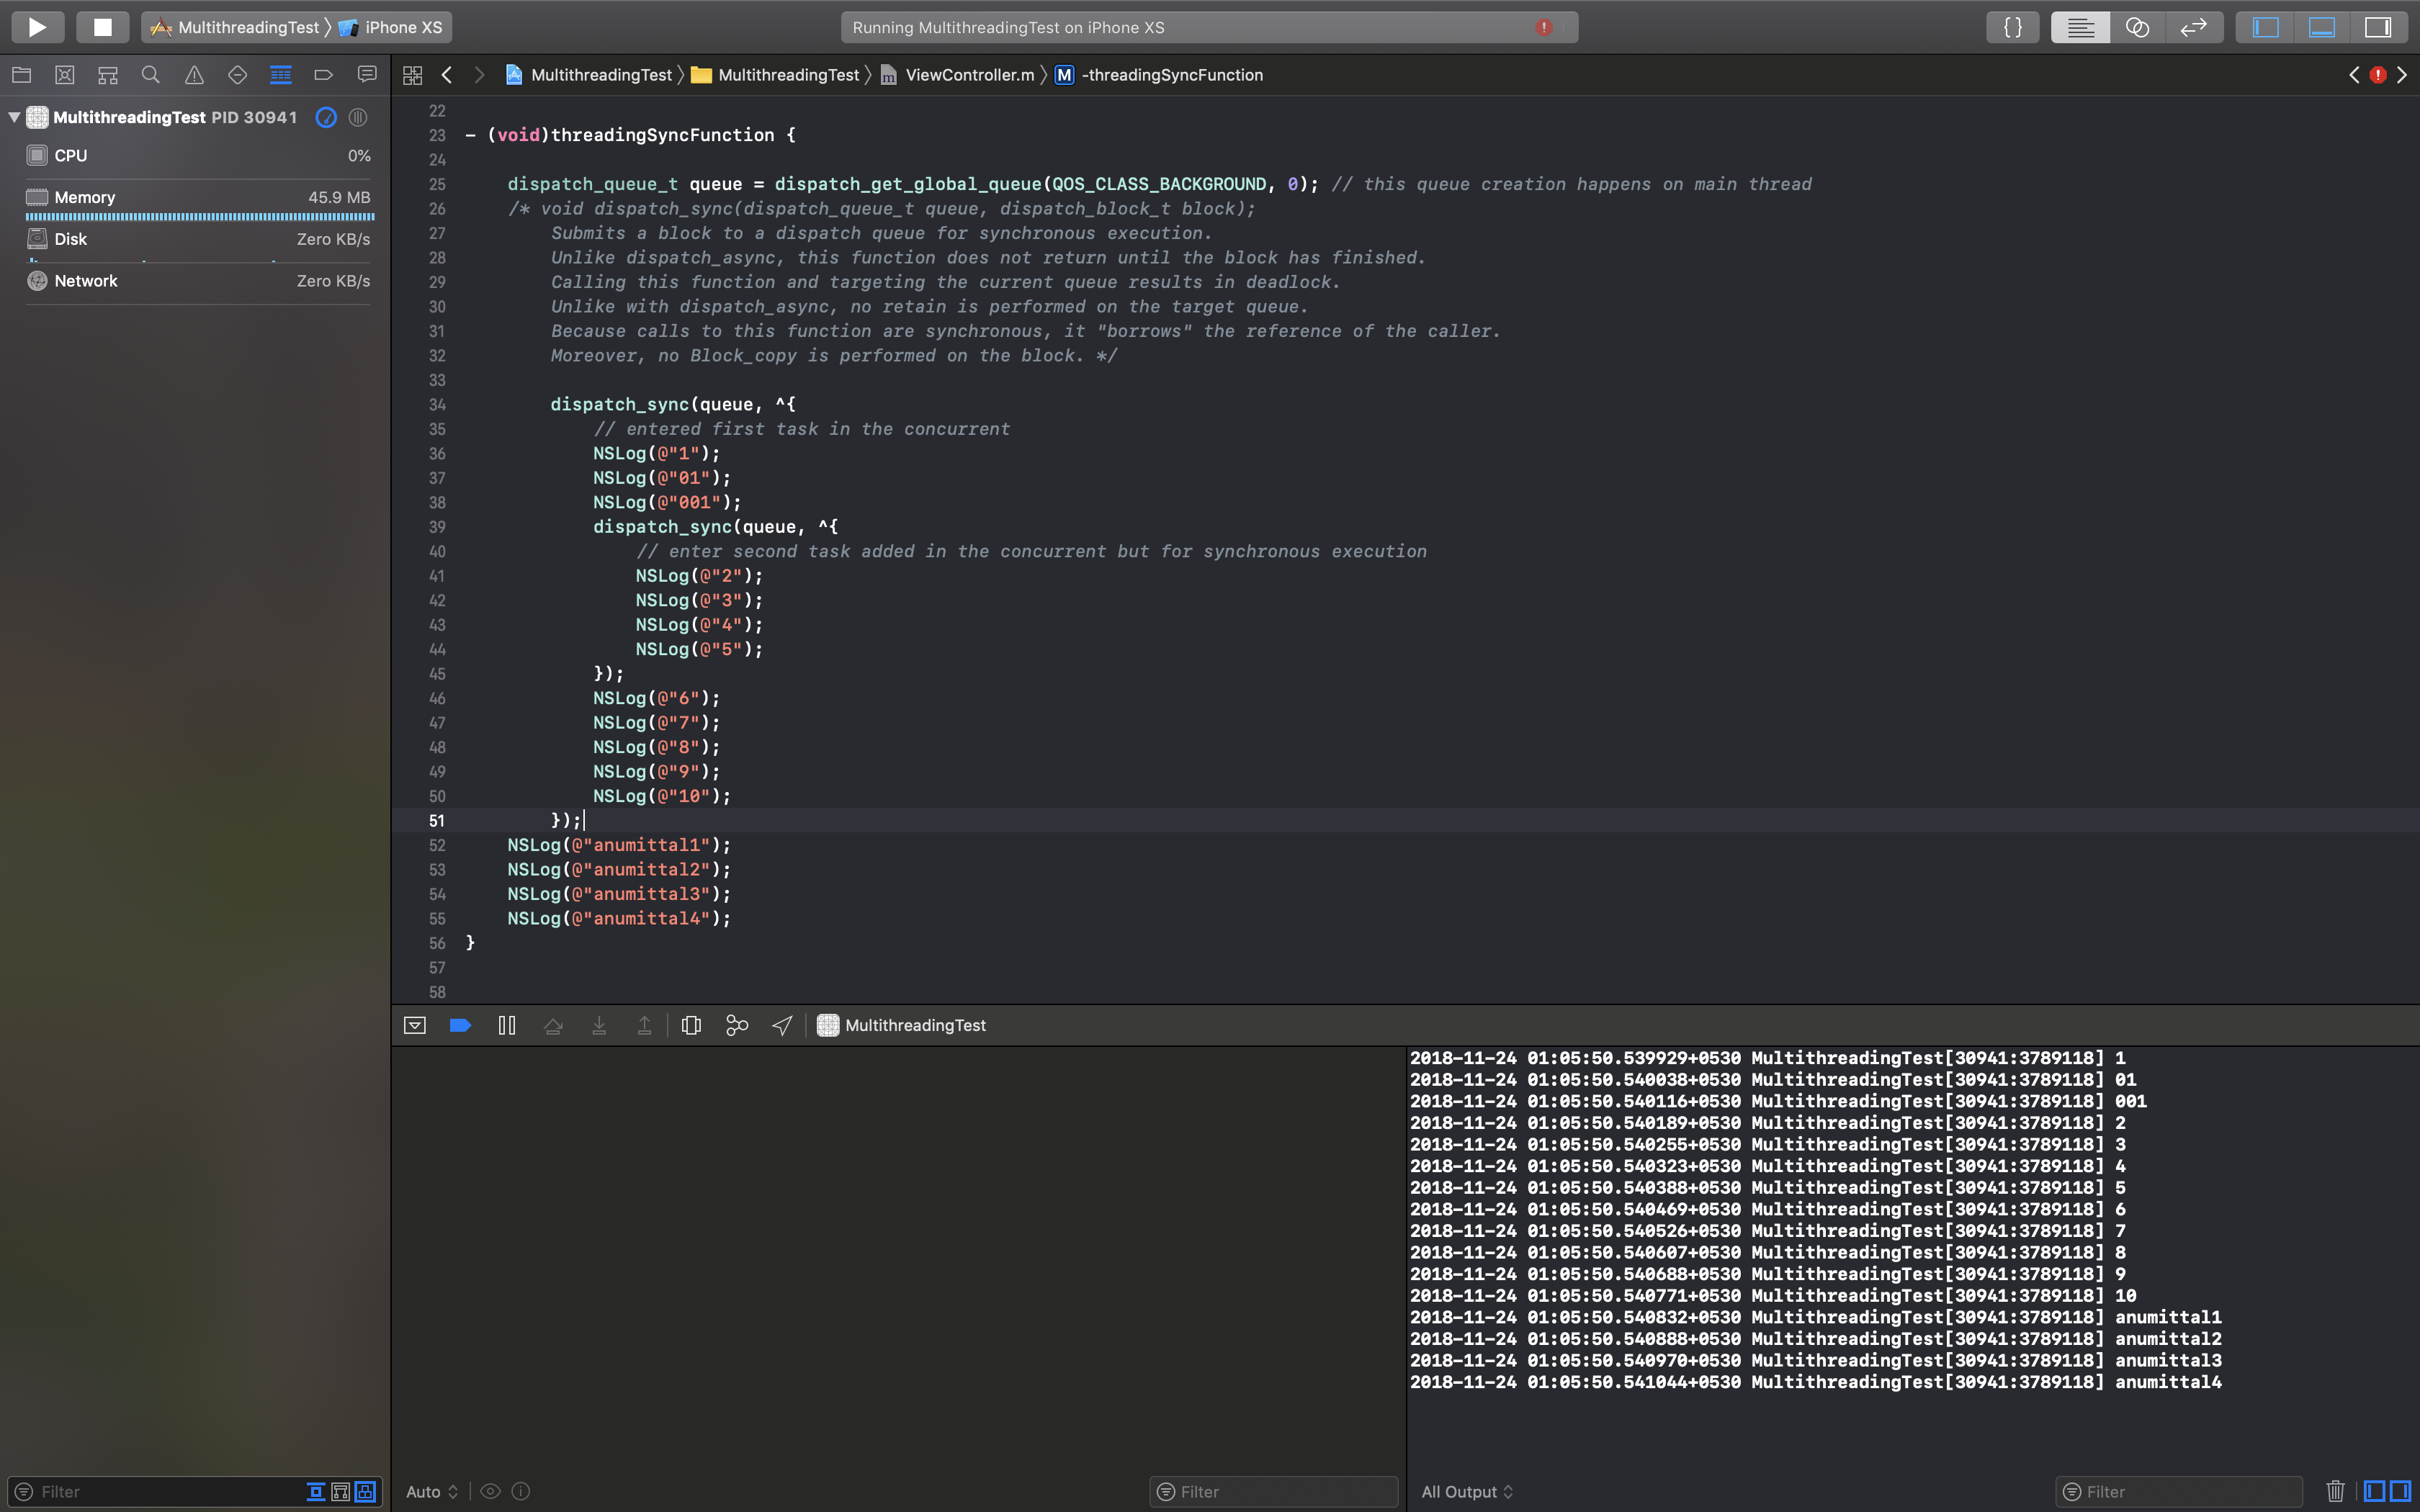 MultithreadingTest 〉 iPhone XS
Running MultithreadingTest on iPhone XS
{}
MultithreadingTest 〉 MultithreadingTest 〉 m ViewController.m 〉 M -threadingSyncFunction
MultithreadingTest PID 30941
CPU 0%
Memory 45.9 MB
Disk Zero KB/s
Network Zero KB/s
22
23 - (void)threadingSyncFunction {
24
25 dispatch_queue_t queue = dispatch_get_global_queue(QOS_CLASS_BACKGROUND, 0); // this queue creation happens on main thread
26 /* void dispatch_sync(dispatch_queue_t queue, dispatch_block_t block);
27 Submits a block to a dispatch queue for synchronous execution.
28 Unlike dispatch_async, this function does not return until the block has finished.
29 Calling this function and targeting the current queue results in deadlock.
30 Unlike with dispatch_async, no retain is performed on the target queue.
31 Because calls to this function are synchronous, it "borrows" the reference of the caller.
32 Moreover, no Block_copy is performed on the block. */
33
34 dispatch_sync(queue, ^{
35 // entered first task in the concurrent
36 NSLog(@"1");
37 NSLog(@"01");
38 NSLog(@"001");
39 dispatch_sync(queue, ^{
40 // enter second task added in the concurrent but for synchronous execution
41 NSLog(@"2");
42 NSLog(@"3");
43 NSLog(@"4");
44 NSLog(@"5");
45 });
46 NSLog(@"6");
47 NSLog(@"7");
48 NSLog(@"8");
49 NSLog(@"9");
50 NSLog(@"10");
51 });
52 NSLog(@"anumittal1");
53 NSLog(@"anumittal2");
54 NSLog(@"anumittal3");
55 NSLog(@"anumittal4");
56 }
57
58
MultithreadingTest
2018-11-24 01:05:50.539929+0530 MultithreadingTest[30941:3789118] 1
2018-11-24 01:05:50.540038+0530 MultithreadingTest[30941:3789118] 01
2018-11-24 01:05:50.540116+0530 MultithreadingTest[30941:3789118] 001
2018-11-24 01:05:50.540189+0530 MultithreadingTest[30941:3789118] 2
2018-11-24 01:05:50.540255+0530 MultithreadingTest[30941:3789118] 3
2018-11-24 01:05:50.540323+0530 MultithreadingTest[30941:3789118] 4
2018-11-24 01:05:50.540388+0530 MultithreadingTest[30941:3789118] 5
2018-11-24 01:05:50.540469+0530 MultithreadingTest[30941:3789118] 6
2018-11-24 01:05:50.540526+0530 MultithreadingTest[30941:3789118] 7
2018-11-24 01:05:50.540607+0530 MultithreadingTest[30941:3789118] 8
2018-11-24 01:05:50.540688+0530 MultithreadingTest[30941:3789118] 9
2018-11-24 01:05:50.540771+0530 MultithreadingTest[30941:3789118] 10
2018-11-24 01:05:50.540832+0530 MultithreadingTest[30941:3789118] anumittal1
2018-11-24 01:05:50.540888+0530 MultithreadingTest[30941:3789118] anumittal2
2018-11-24 01:05:50.540970+0530 MultithreadingTest[30941:3789118] anumittal3
2018-11-24 01:05:50.541044+0530 MultithreadingTest[30941:3789118] anumittal4
Filter
Auto
Filter
All Output
Filter